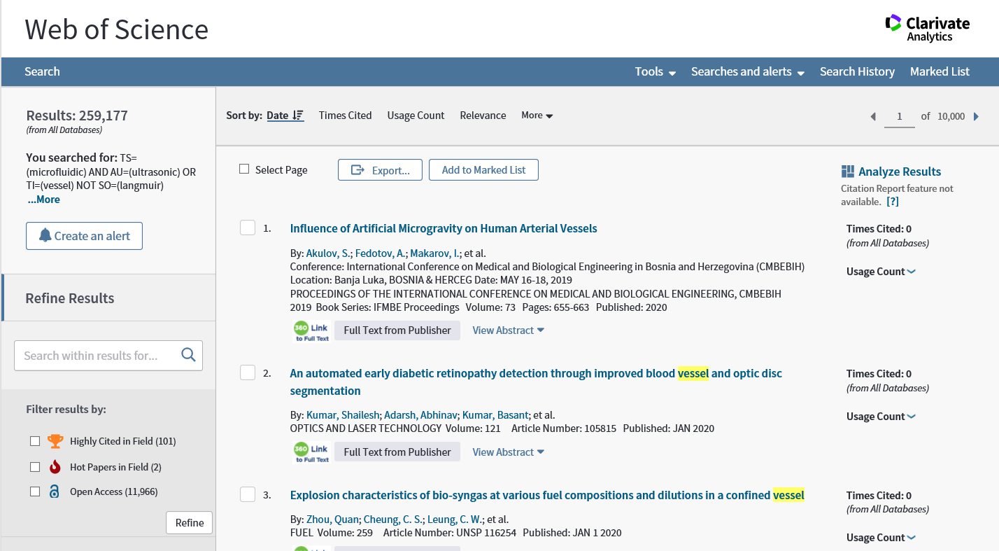 Web of Science
Clarivate
Analytics
Search
Tools
Searches and alerts
Search History
Marked List
Results: 259,177
(from All Databases)
You searched for: TS=
(microfluidic) AND AU=(ultrasonic) OR
TI=(vessel) NOT SO=(langmuir)
...More
Create an alert
Refine Results
Search within results for...
Filter results by:
Highly Cited in Field (101)
Hot Papers in Field (2)
Open Access (11,966)
Refine
Sort by: Date Times Cited Usage Count Relevance More
1 of 10,000
Select Page
Export...
Add to Marked List
Analyze Results
Citation Report feature not
available. [?]
1. Influence of Artificial Microgravity on Human Arterial Vessels
By: Akulov, S.; Fedotov, A.; Makarov, I.; et al.
Conference: International Conference on Medical and Biological Engineering in Bosnia and Herzegovina (CMBEBIH)
Location: Banja Luka, BOSNIA & HERCEG Date: MAY 16-18, 2019
PROCEEDINGS OF THE INTERNATIONAL CONFERENCE ON MEDICAL AND BIOLOGICAL ENGINEERING, CMBEBIH
2019 Book Series: IFMBE Proceedings Volume: 73 Pages: 655-663 Published: 2020
360 Link
to Full Text
Full Text from Publisher
View Abstract
Times Cited: 0
(from All Databases)
Usage Count
2. An automated early diabetic retinopathy detection through improved blood vessel and optic disc
segmentation
By: Kumar, Shailesh; Adarsh, Abhinav; Kumar, Basant; et al.
OPTICS AND LASER TECHNOLOGY Volume: 121 Article Number: 105815 Published: JAN 2020
360 Link
to Full Text
Full Text from Publisher
View Abstract
Times Cited: 0
(from All Databases)
Usage Count
3. Explosion characteristics of bio-syngas at various fuel compositions and dilutions in a confined vessel
By: Zhou, Quan; Cheung, C. S.; Leung, C. W.; et al.
FUEL Volume: 259 Article Number: UNSP 116254 Published: JAN 1 2020
Times Cited: 0
(from All Databases)
Usage Count